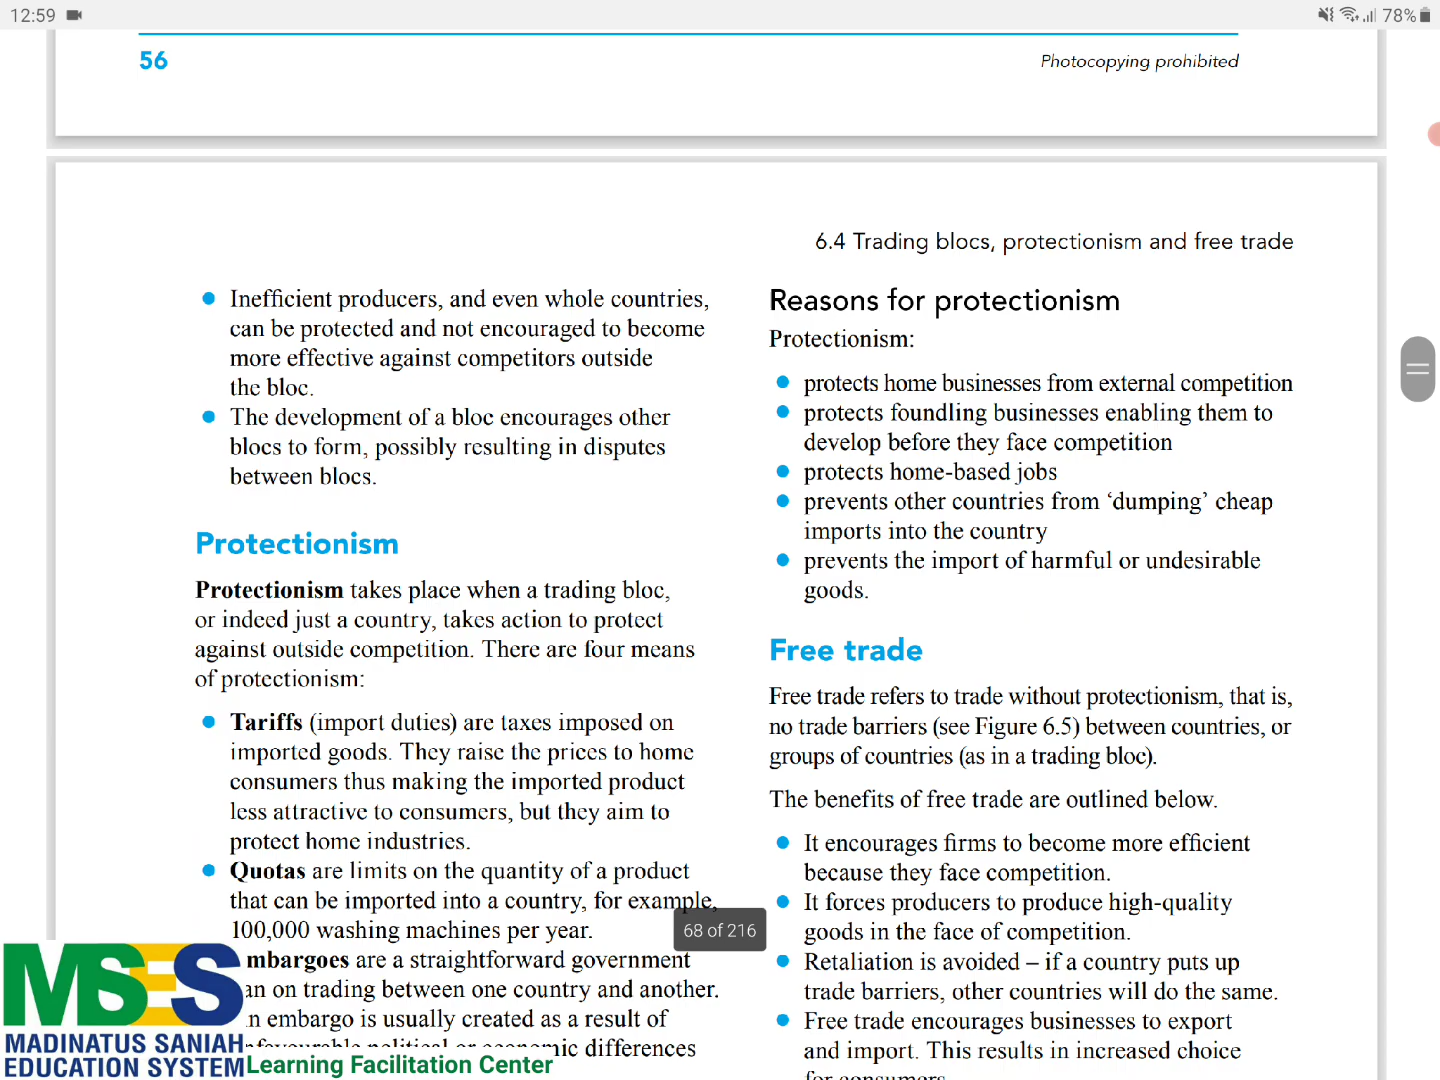 12:59
78%
56
Photocopying prohibited
6.4 Trading blocs, protectionism and free trade
Inefficient producers, and even whole countries,
can be protected and not encouraged to become
more effective against competitors outside
the bloc.
The development of a bloc encourages other
blocs to form, possibly resulting in disputes
between blocs.
Protectionism
Protectionism takes place when a trading bloc,
or indeed just a country, takes action to protect
against outside competition. There are four means
of protectionism:
Tariffs (import duties) are taxes imposed on
imported goods. They raise the prices to home
consumers thus making the imported product
less attractive to consumers, but they aim to
protect home industries.
Quotas are limits on the quantity of a product
that can be imported into a country, for example,
100,000 washing machines per year.
mbargoes are a straightforward government
an on trading between one country and another.
n embargo is usually created as a result of
political or economic differences
Reasons for protectionism
Protectionism:
protects home businesses from external competition
protects foundling businesses enabling them to
develop before they face competition
protects home-based jobs
prevents other countries from ‘dumping’ cheap
imports into the country
prevents the import of harmful or undesirable
goods.
Free trade
Free trade refers to trade without protectionism, that is,
no trade barriers (see Figure 6.5) between countries, or
groups of countries (as in a trading bloc).
The benefits of free trade are outlined below.
It encourages firms to become more efficient
because they face competition.
It forces producers to produce high-quality
goods in the face of competition.
Retaliation is avoided – if a country puts up
trade barriers, other countries will do the same.
Free trade encourages businesses to export
and import. This results in increased choice
for consumers
68 of 216
MSES
MADINATUS SANIAH
EDUCATION SYSTEM
Learning Facilitation Center